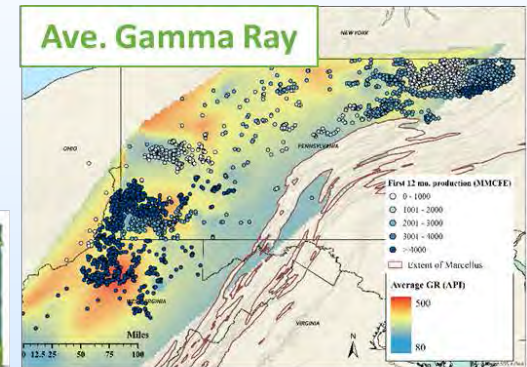 Ave. Gamma Ray
NEW YORK
OHIO
PENNSYLVANIA
First 12 mo. production (MMCFE)
0 - 1000
1001 - 2000
2001 - 3000
3001 - 4000
>4000
Extent of Marcellus
Average GR (API)
500
80
WEST VIRGINIA
VIRGINIA
Miles
0 12.5 25 50 75 100
N